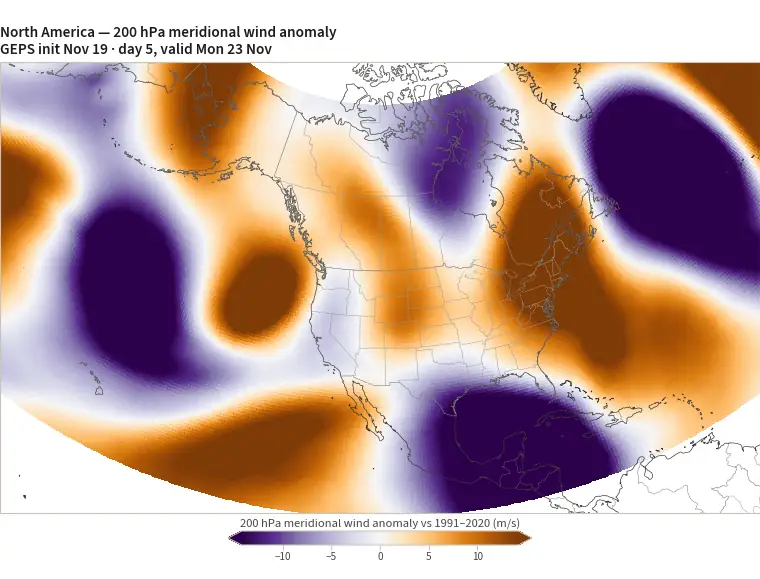 North America — 200 hPa meridional wind anomaly
GEPS init Nov 19 · day 5, valid Mon 23 Nov
200 hPa meridional wind anomaly vs 1991–2020 (m/s)
−10 −5 0 5 10